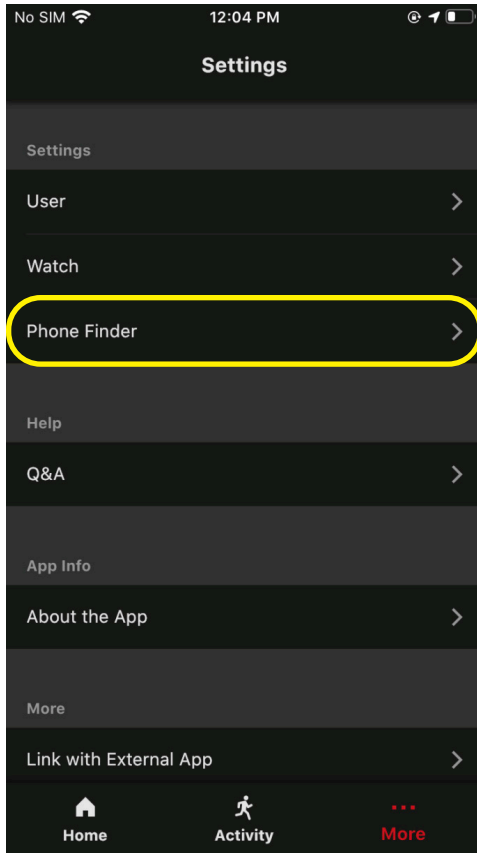 No SIM 12:04 PM
Settings
Settings
User
Watch
Phone Finder
Help
Q&A
App Info
About the App
More
Link with External App
Home Activity More